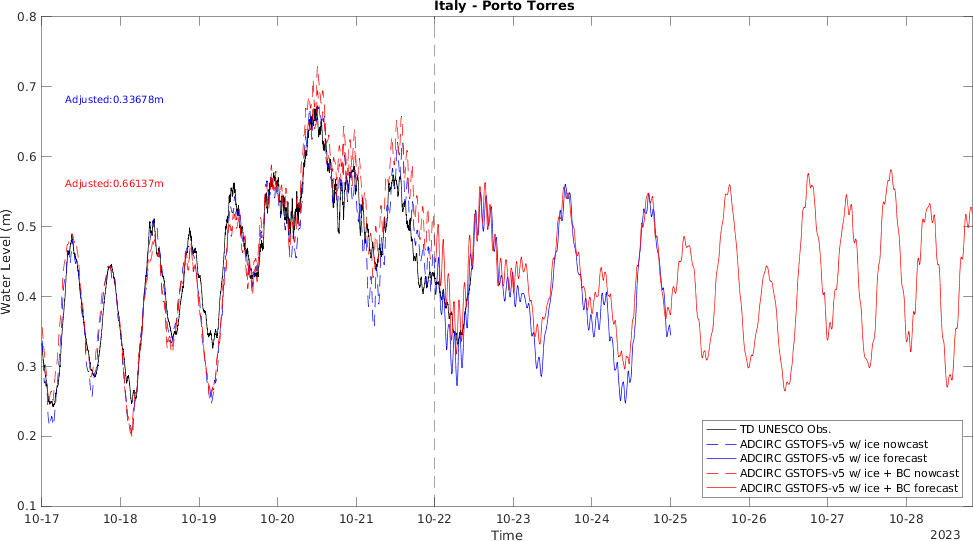 Italy - Porto Torres
0.8
0.7
0.6
0.5
0.4
0.3
0.2
0.1
Water Level (m)
Adjusted:0.33678m
Adjusted:0.66137m
TD UNESCO Obs.
ADCIRC GSTOFS-v5 w/ ice nowcast
ADCIRC GSTOFS-v5 w/ ice forecast
ADCIRC GSTOFS-v5 w/ ice + BC nowcast
ADCIRC GSTOFS-v5 w/ ice + BC forecast
10-17 10-18 10-19 10-20 10-21 10-22 10-23 10-24 10-25 10-26 10-27 10-28
Time
2023